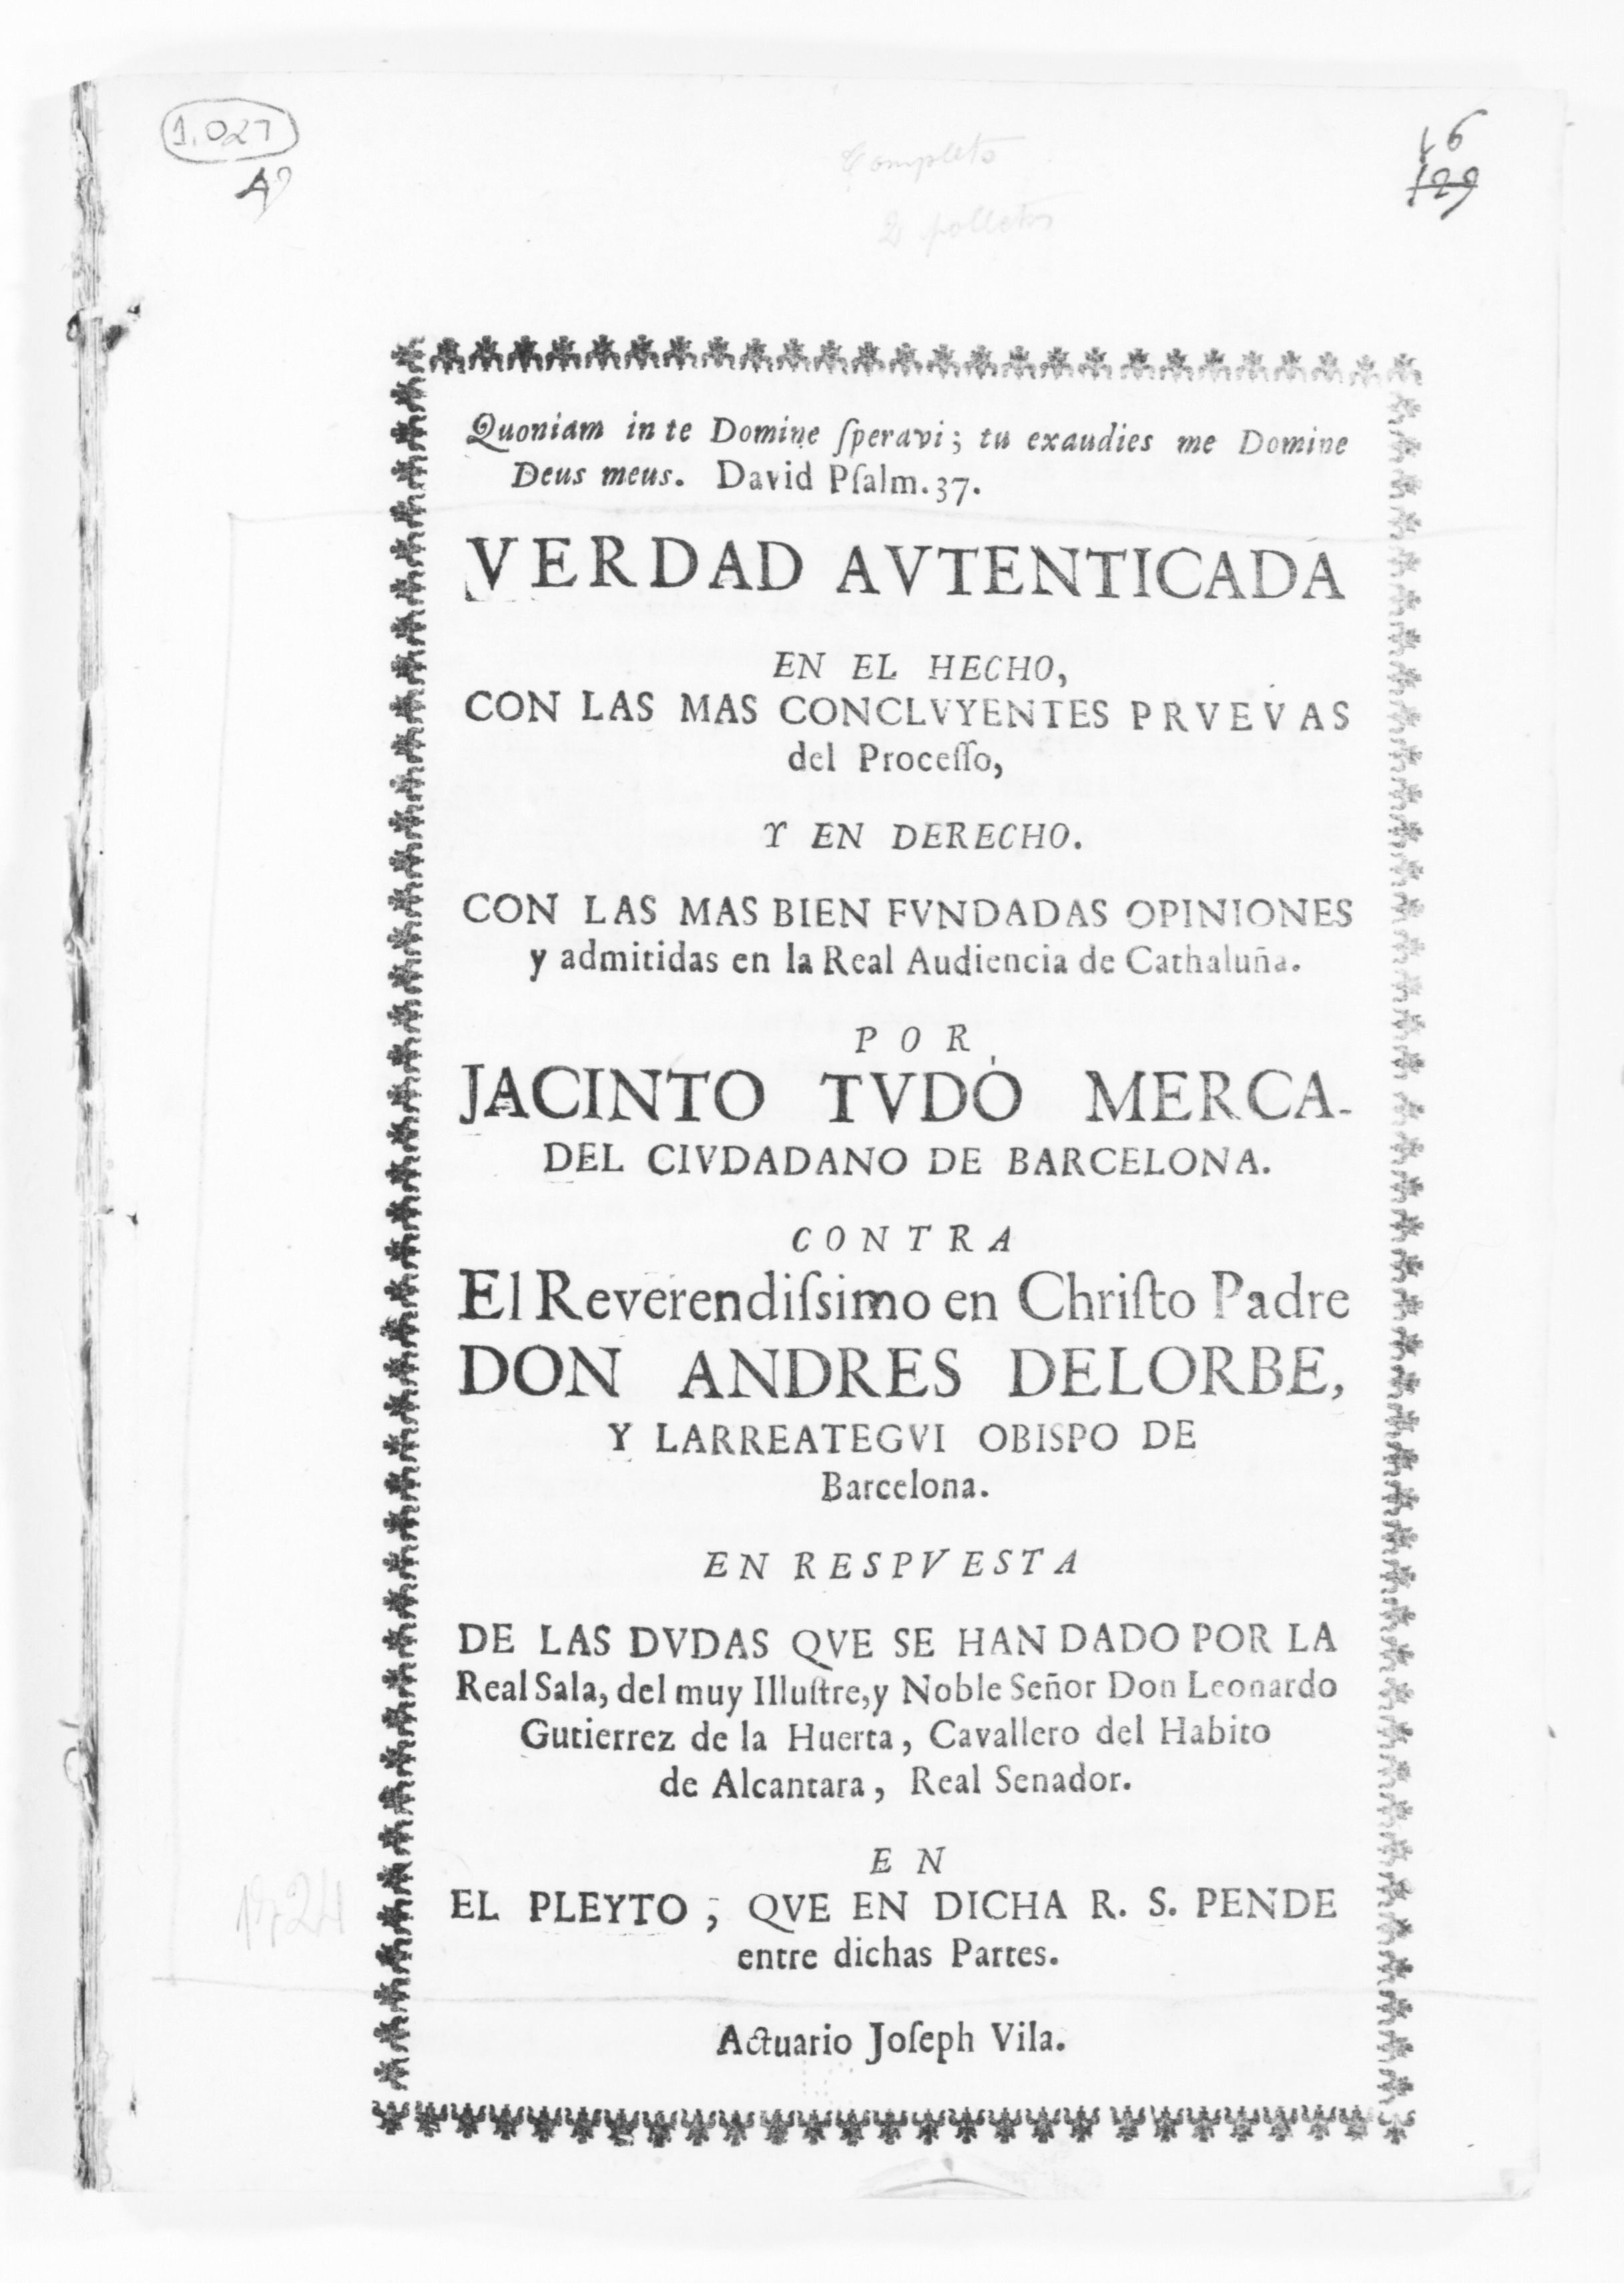 1.027
16
129
Completo
2
Quoniam in te Domine ſperavi; tu exaudies me Domine
Deus meus. David Pſalm. 37.
VERDAD AVTENTICADA
EN EL HECHO,
CON LAS MAS CONCLVYENTES PRVEVAS
del Proceſſo,
Y EN DERECHO.
CON LAS MAS BIEN FVNDADAS OPINIONES
y admitidas en la Real Audiencia de Cathaluña.
POR
JACINTO TVDÒ MERCA-
DEL CIVDADANO DE BARCELONA.
CONTRA
El Reverendiſsimo en Chriſto Padre
DON ANDRES DELORBE,
Y LARREATEGVI OBISPO DE
Barcelona.
EN RESPVESTA
DE LAS DVDAS QVE SE HAN DADO POR LA
Real Sala, del muy Illuſtre, y Noble Señor Don Leonardo
Gutierrez de la Huerta, Cavallero del Habito
de Alcantara, Real Senador.
EN
EL PLEYTO; QVE EN DICHA R. S. PENDE
entre dichas Partes.
1724
Actuario Joſeph Vila.